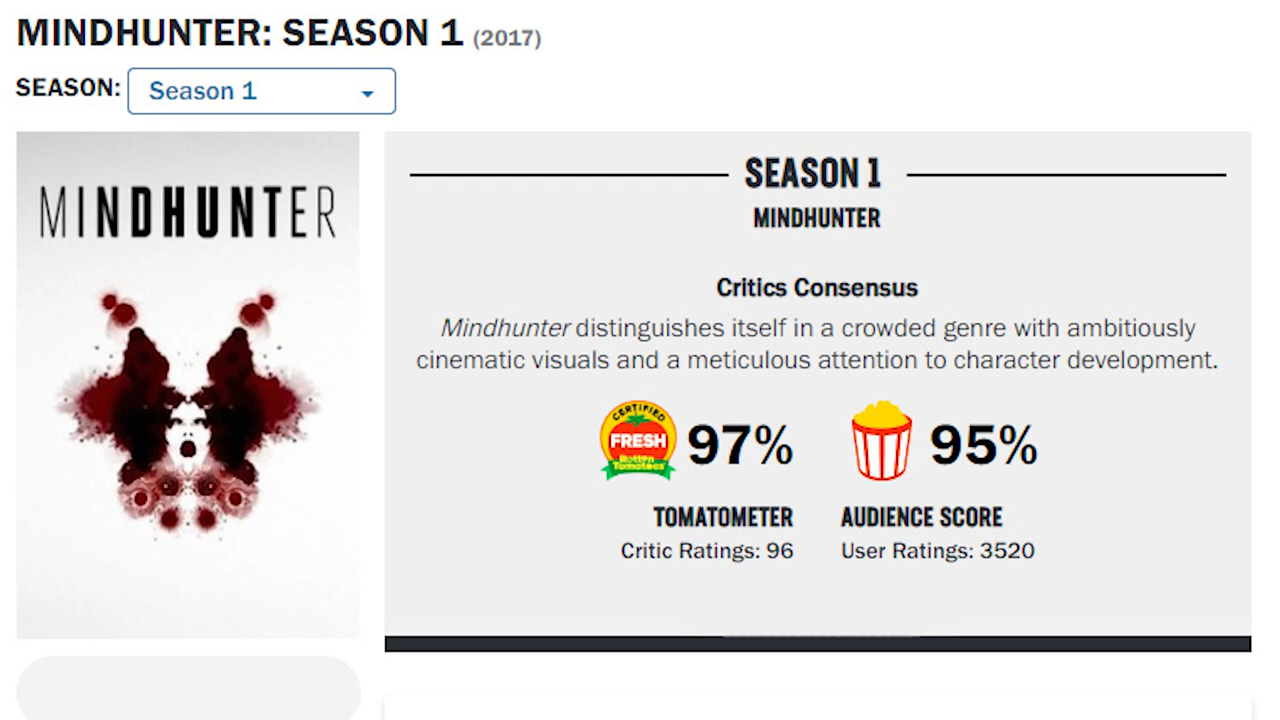 MINDHUNTER: SEASON 1 (2017)
SEASON: Season 1
MINDHUNTER
SEASON 1
MINDHUNTER
Critics Consensus
Mindhunter distinguishes itself in a crowded genre with ambitiously
cinematic visuals and a meticulous attention to character development.
CERTIFIED
FRESH
Rotten
Tomatoes
97% 95%
TOMATOMETER AUDIENCE SCORE
Critic Ratings: 96 User Ratings: 3520